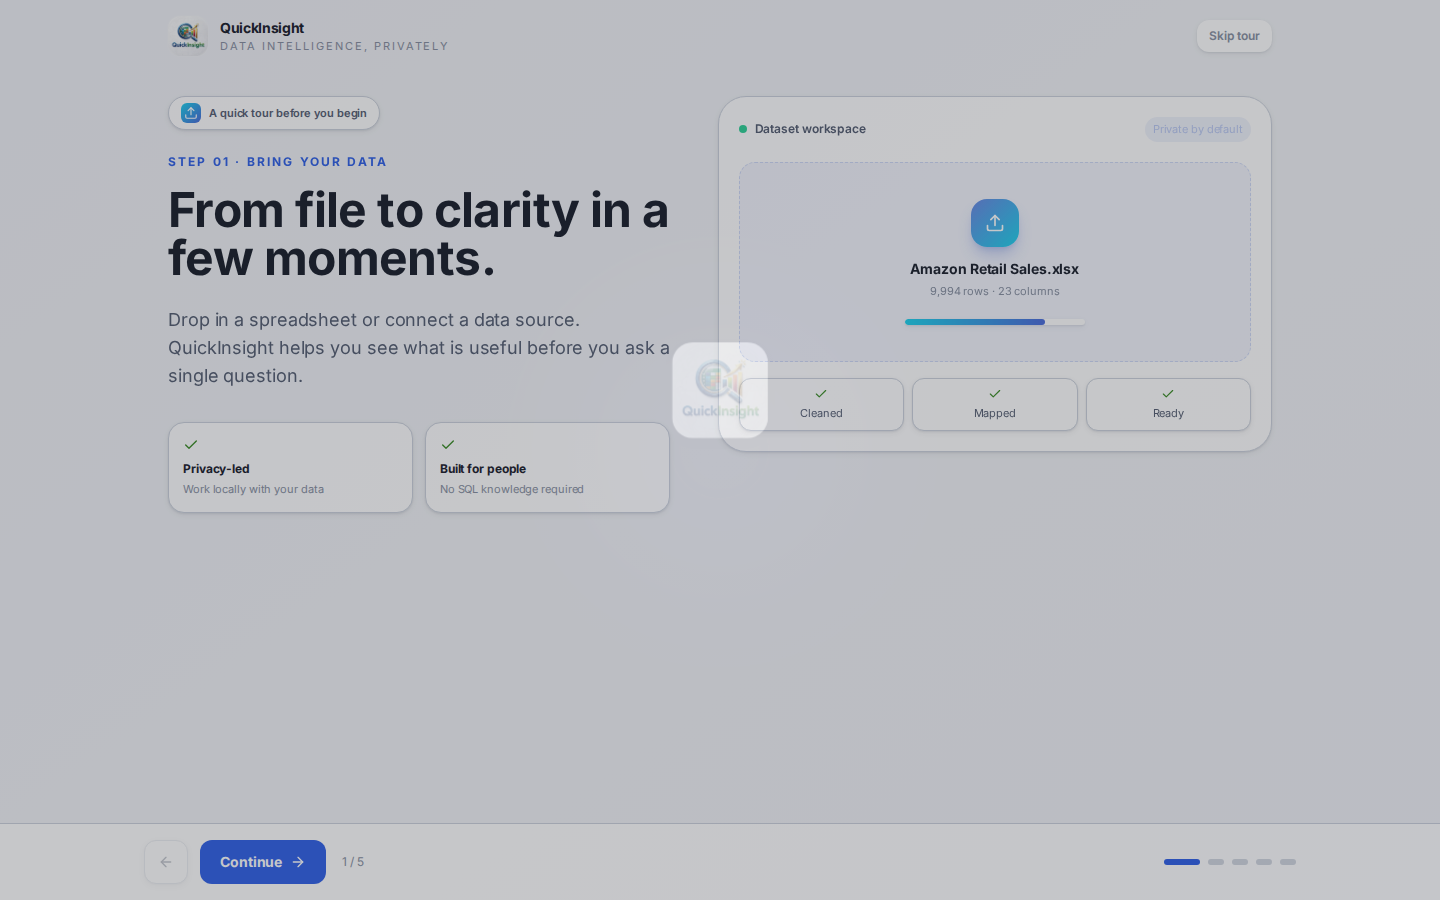 QuickInsight
QuickInsight
DATA INTELLIGENCE, PRIVATELY
Skip tour
A quick tour before you begin
STEP 01 · BRING YOUR DATA
From file to clarity in a
few moments.
Drop in a spreadsheet or connect a data source.
QuickInsight helps you see what is useful before you ask a
single question.
Privacy-led
Work locally with your data
Built for people
No SQL knowledge required
Dataset workspace
Private by default
Amazon Retail Sales.xlsx
9,994 rows · 23 columns
QuickInsight
Cleaned
Mapped
Ready
Continue
1 / 5